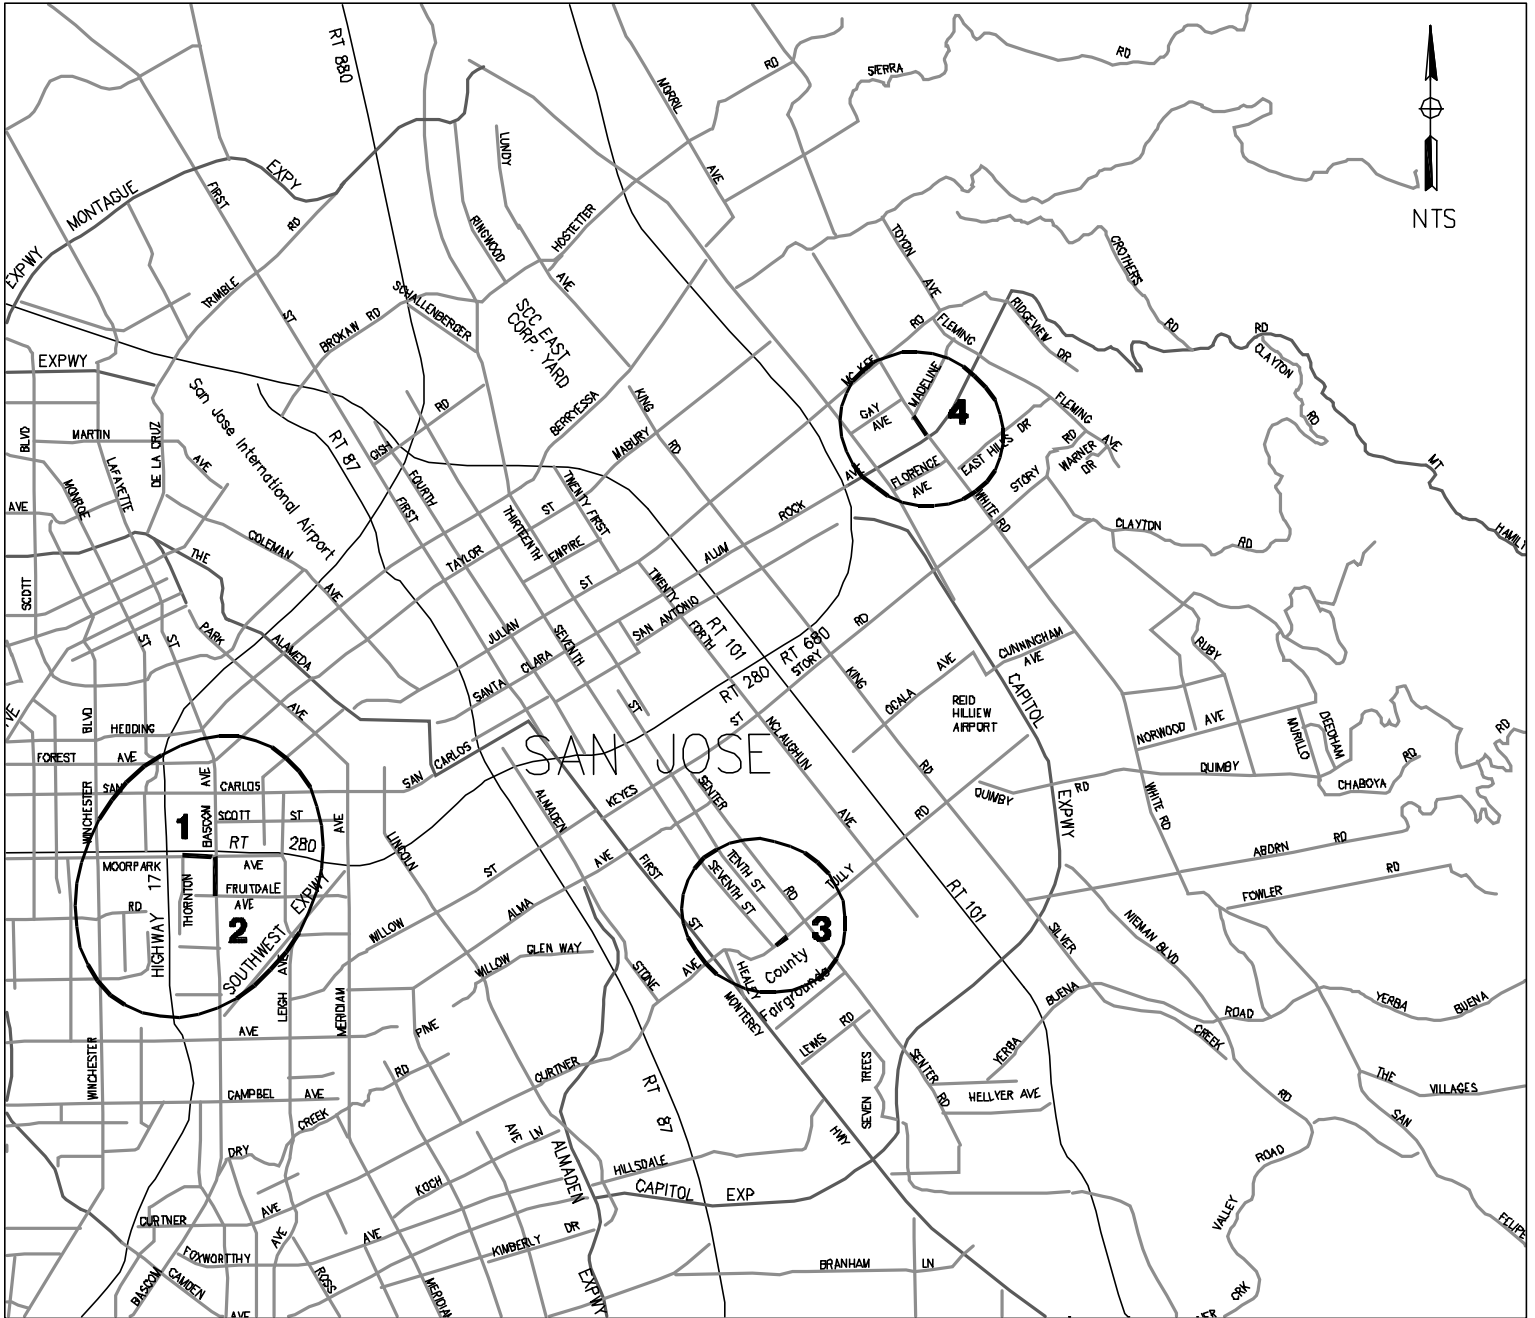 RT 880
MORRIL
AVE
RD
SIERRA
RD
NTS
LUNDY
EXPY
MONTAGUE
EXPWY
FIRST
RD
TRIMBLE
ST
RINGWOOD
HOSTETTER
AVE
TOYON
AVE
CROTHERS
RD
SCHALLENBERGER
BROKAW RD
SCC EAST
CORP. YARD
RD
FLEMING
RIDGEVIEW DR
RD
CLAYTON
RD
EXPWY
San Jose International Airport
RT 87
GISH
RD
KING
RD
BERRYESSA
MABURY
MC KEE
GAY
AVE
MADELINE
4
FLEMING
AVE
EAST HILLS DR
RD
WARNER
DR
STORY
FLORENCE
AVE
AVE
ROCK
ALUM
WHITE RD
CLAYTON
RD
MT
BLVD
MARTIN
DE LA CRUZ
AVE
LAFAYETTE
MONROE
AVE
FOURTH
FIRST
THIRTEENTH
TWENTY FIRST
ST
EMPIRE
ST
TAYLOR
COLEMAN
AVE
THE
SCOTT
PARK
ALAMEDA
AVE
ST
ST
JULIAN
SEVENTH
CLARA
SANTA
SAN ANTONIO
TWENTY
FORTH
RT 101
RT 680
RT 280
STORY
RD
KING
RD
ST
ST
OCALA
AVE
CUNNINGHAM
AVE
CAPITOL
REID
HILLIEW
AIRPORT
RUBY
NORWOOD
AVE
MURILLO
DEEDHAM
RD
RD
QUIMBY
CHABOYA
BLVD
HEDDING
FOREST
AVE
SAN
CARLOS
SAN
CARLOS
SAN JOSE
MCLAUGHLIN
AVE
QUIMBY
RD
EXPWY
WHITE RD
WINCHESTER
AVE
BASCOM
1
SCOTT
ST
AVE
RT
280
MOORPARK
AVE
17
THORNTON
FRUITDALE
AVE
EXPWY
RD
2
HIGHWAY
SOUTHWEST
AVE
LEIGH
MERIDIAN
LINCOLN
ALMADEN
KEYES
SENTER
ST
AVE
FIRST
ST
ALMA
WILLOW
WILLOW
GLEN WAY
STONE
AVE
TENTH ST
SEVENTH ST
RD
TULLY
RD
3
HEALEY
County
Fairgrounds
MONTEREY
LEWIS
RD
RT 101
ABORN
RD
FOWLER
RD
NIEMAN BLVD
SILVER
BUENA
YERBA
ROAD
YERBA
BUENA
CREEK
RD
SENTER
RD
HELLYER AVE
SEVEN TREES
HWY
THE
VILLAGES
SAN
FELIPE
ROAD
VALLEY
CRK
WINCHESTER
AVE
PINE
CAMPBEL
AVE
CREEK
RD
DRY
CURTNER
RT 87
AVE
LN
ALMADEN
HILLSDALE
CAPITOL
EXP
KOCH
CURTNER
AVE
AVE
AVE
FOXWORTTHY
KIMBERLY
DR
EXPWY
BRANHAM
LN
BASCOM
CAMDEN
ROSS
AVE